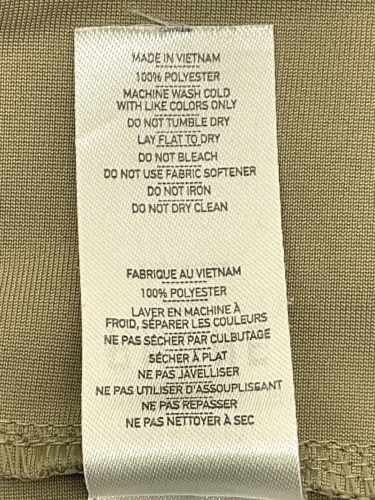 MADE IN VIETNAM
100% POLYESTER
MACHINE WASH COLD
WITH LIKE COLORS ONLY
DO NOT TUMBLE DRY
LAY FLAT TO DRY
DO NOT BLEACH
DO NOT USE FABRIC SOFTENER
DO NOT IRON
DO NOT DRY CLEAN
FABRIQUE AU VIETNAM
100% POLYESTER
LAVER EN MACHINE À
FROID, SÉPARER LES COULEURS
NE PAS SÉCHER PAR CULBUTAGE
SÉCHER À PLAT
NE PAS JAVELLISER
NE PAS UTILISER D'ASSOUPLISSANT
NE PAS REPASSER
NE PAS NETTOYER À SEC